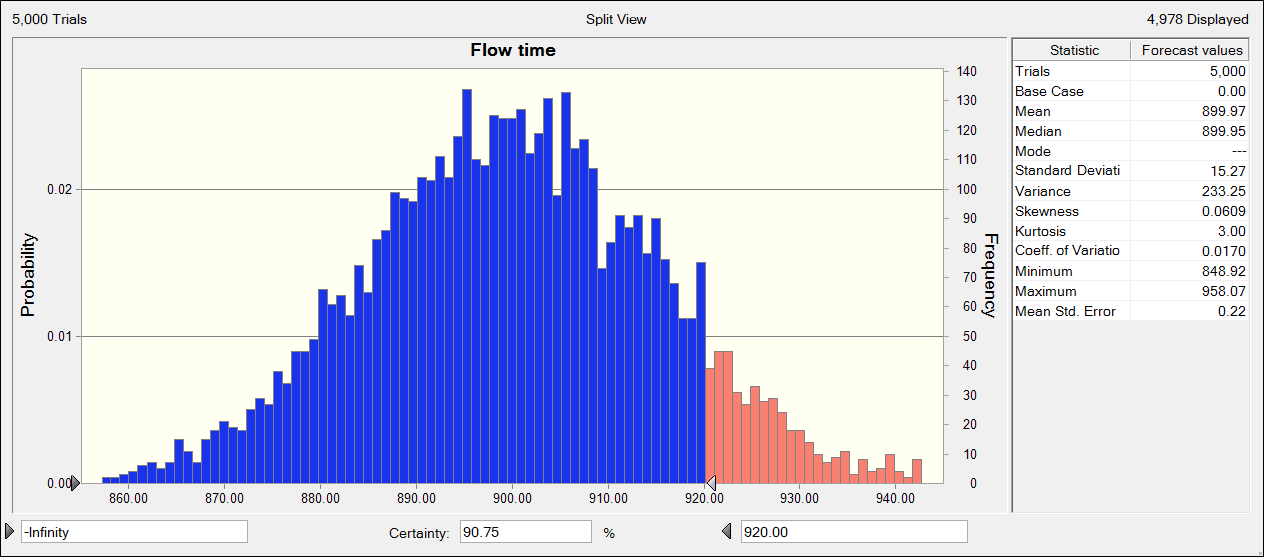 5,000 Trials Split View 4,978 Displayed
Flow time
Probability
0.02
0.01
0.00
860.00 870.00 880.00 890.00 900.00 910.00 920.00 930.00 940.00
140
130
120
110
100
90
80
70
60
50
40
30
20
10
0
Frequency
Statistic Forecast values
Trials 5,000
Base Case 0.00
Mean 899.97
Median 899.95
Mode ---
Standard Deviati 15.27
Variance 233.25
Skewness 0.0609
Kurtosis 3.00
Coeff. of Variatio 0.0170
Minimum 848.92
Maximum 958.07
Mean Std. Error 0.22
-Infinity Certainty: 90.75 % 920.00